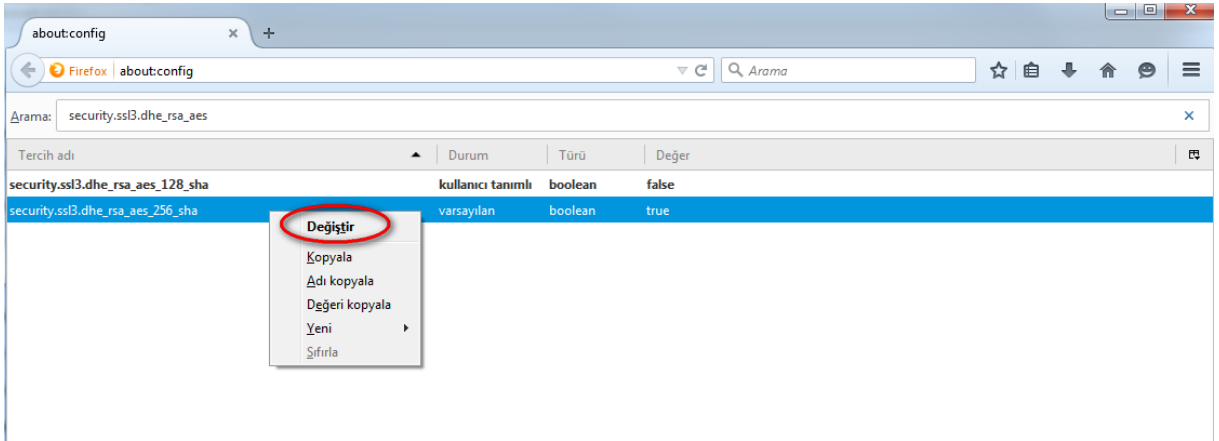 about:config
Firefox about:config Arama
Arama: security.ssl3.dhe_rsa_aes
Tercih adı Durum Türü Değer
security.ssl3.dhe_rsa_aes_128_sha kullanıcı tanımlı boolean false
security.ssl3.dhe_rsa_aes_256_sha varsayılan boolean true
Değiştir
Kopyala
Adı kopyala
Değeri kopyala
Yeni
Sıfırla